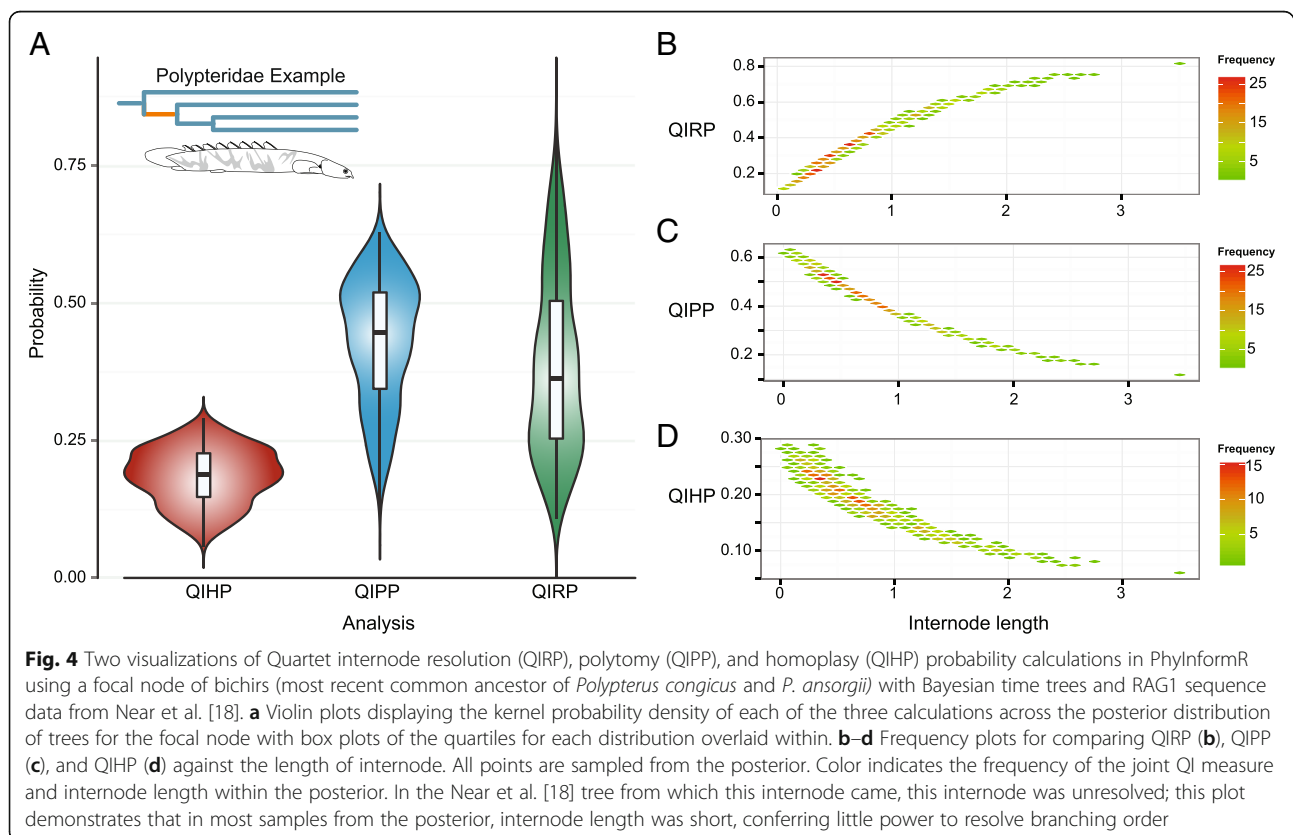 A
Polypteridae Example
Probability
0.75
0.50
0.25
0.00
QIHP
QIPP
QIRP
Analysis
B
QIRP
0.8
0.6
0.4
0.2
0
1
2
3
Frequency
25
15
5
C
QIPP
0.6
0.4
0.2
0
1
2
3
Frequency
25
15
5
D
QIHP
0.30
0.20
0.10
0
1
2
3
Internode length
Frequency
15
10
5
Fig. 4 Two visualizations of Quartet internode resolution (QIRP), polytomy (QIPP), and homoplasy (QIHP) probability calculations in PhyInformR
using a focal node of bichirs (most recent common ancestor of Polypterus congicus and P. ansorgii) with Bayesian time trees and RAG1 sequence
data from Near et al. [18]. a Violin plots displaying the kernel probability density of each of the three calculations across the posterior distribution
of trees for the focal node with box plots of the quartiles for each distribution overlaid within. b–d Frequency plots for comparing QIRP (b), QIPP
(c), and QIHP (d) against the length of internode. All points are sampled from the posterior. Color indicates the frequency of the joint QI measure
and internode length within the posterior. In the Near et al. [18] tree from which this internode came, this internode was unresolved; this plot
demonstrates that in most samples from the posterior, internode length was short, conferring little power to resolve branching order